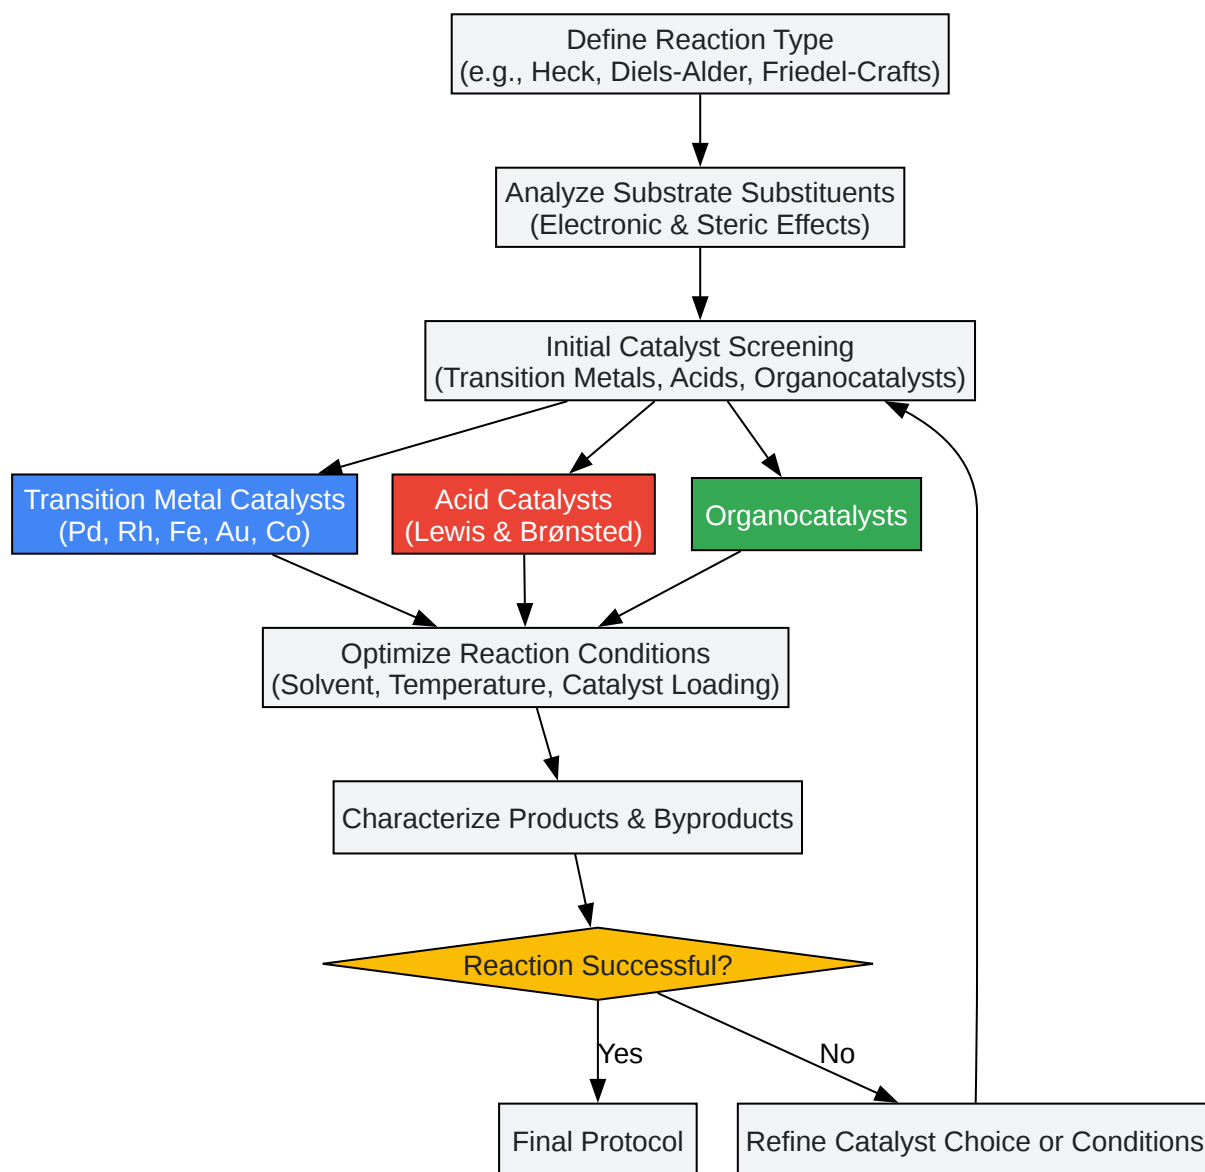 Define Reaction Type
(e.g., Heck, Diels-Alder, Friedel-Crafts)
Analyze Substrate Substituents
(Electronic & Steric Effects)
Initial Catalyst Screening
(Transition Metals, Acids, Organocatalysts)
Transition Metal Catalysts
(Pd, Rh, Fe, Au, Co)
Acid Catalysts
(Lewis & Brønsted)
Organocatalysts
Optimize Reaction Conditions
(Solvent, Temperature, Catalyst Loading)
Characterize Products & Byproducts
Reaction Successful?
Yes
No
Final Protocol
Refine Catalyst Choice or Conditions